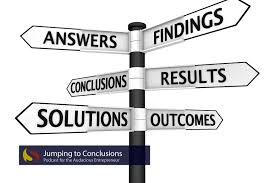 ANSWERS
FINDINGS
CONCLUSIONS
RESULTS
SOLUTIONS
OUTCOMES
Jumping to Conclusions
Podcast for the Audacious Entrepreneur